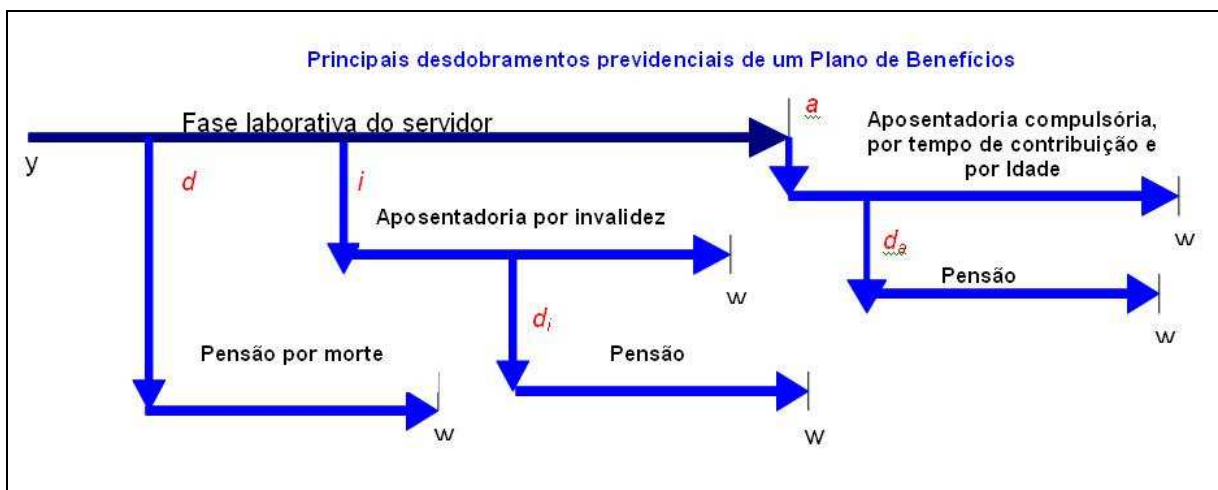 Principais desdobramentos previdenciais de um Plano de Benefícios
Fase laborativa do servidor
a
Aposentadoria compulsória,
por tempo de contribuição e
por Idade
y
d
i
Aposentadoria por invalidez
w
dₐ
Pensão
w
w
dᵢ
Pensão por morte
Pensão
w
w